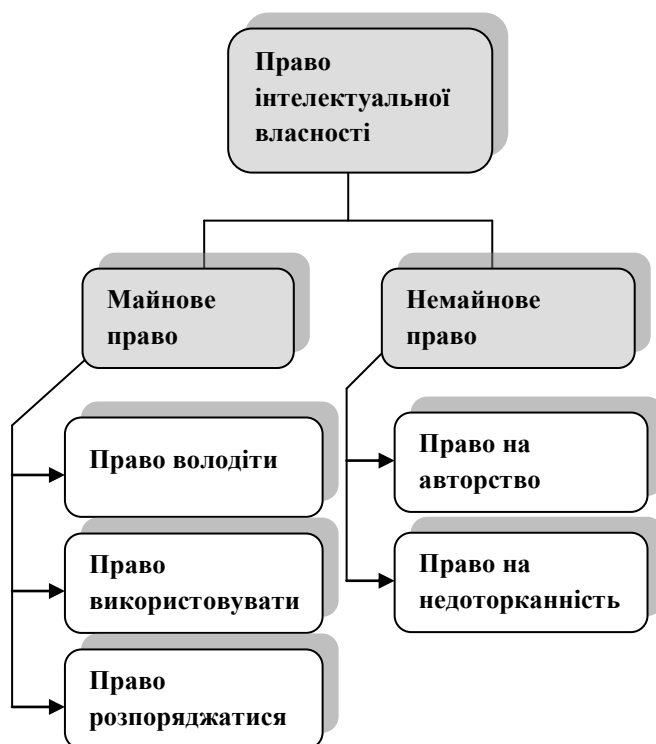 Право
інтелектуальної
власності
Майнове
право
Немайнове
право
Право володіти
Право
використовувати
Право
розпоряджатися
Право на
авторство
Право на
недоторканність